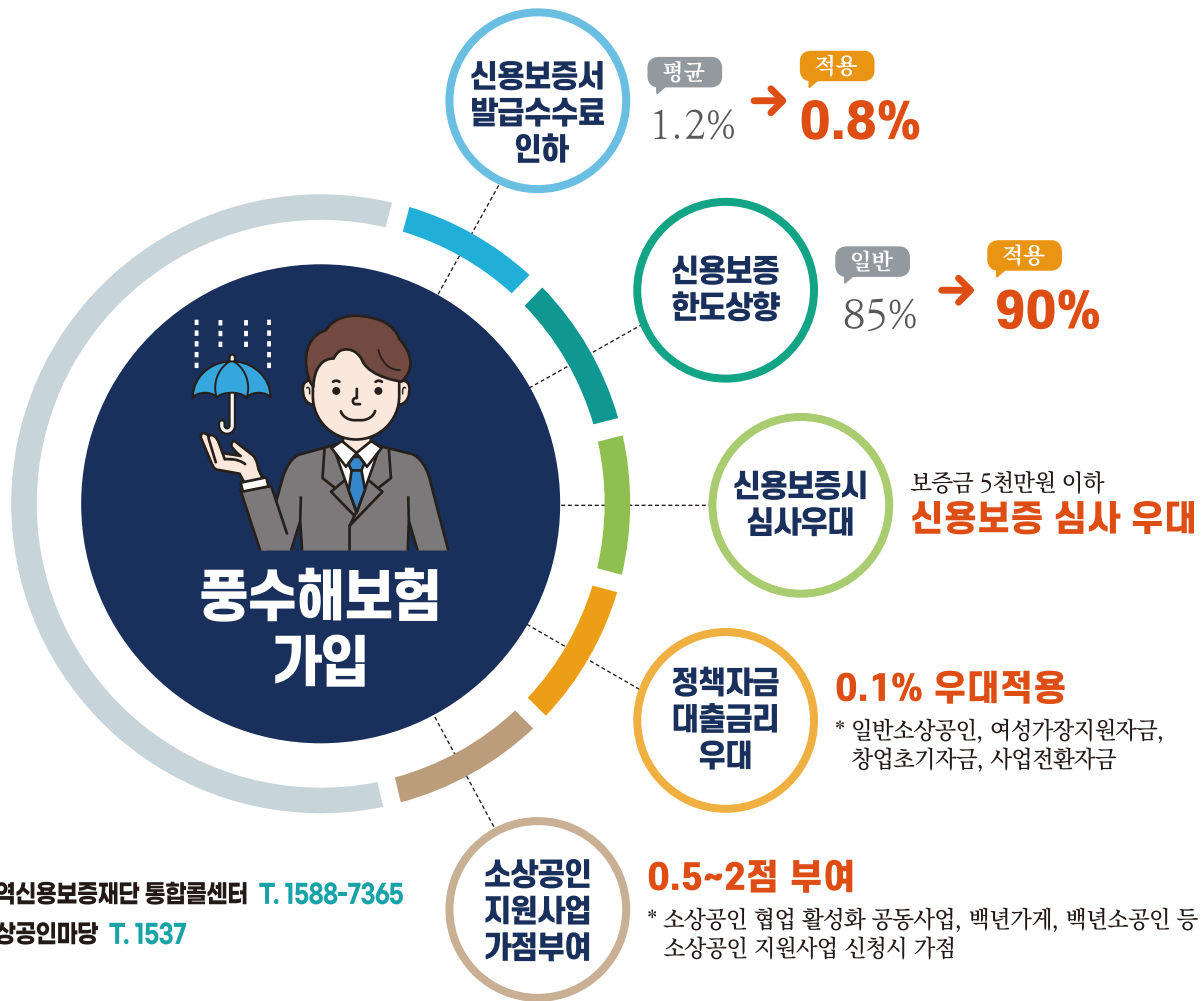 신용보증서
발급수수료
인하
평균
1.2%
적용
0.8%
신용보증
한도상향
일반
85%
적용
90%
신용보증시
심사우대
보증금 5천만원 이하
신용보증 심사 우대
풍수해보험
가입
정책자금
대출금리
우대
0.1% 우대적용
* 일반소상공인, 여성가장지원자금,
창업초기자금, 사업전환자금
소상공인
지원사업
가점부여
0.5~2점 부여
* 소상공인 협업 활성화 공동사업, 백년가게, 백년소공인 등
소상공인 지원사업 신청시 가점
역신용보증재단 통합콜센터 T. 1588-7365
상공인마당 T. 1537